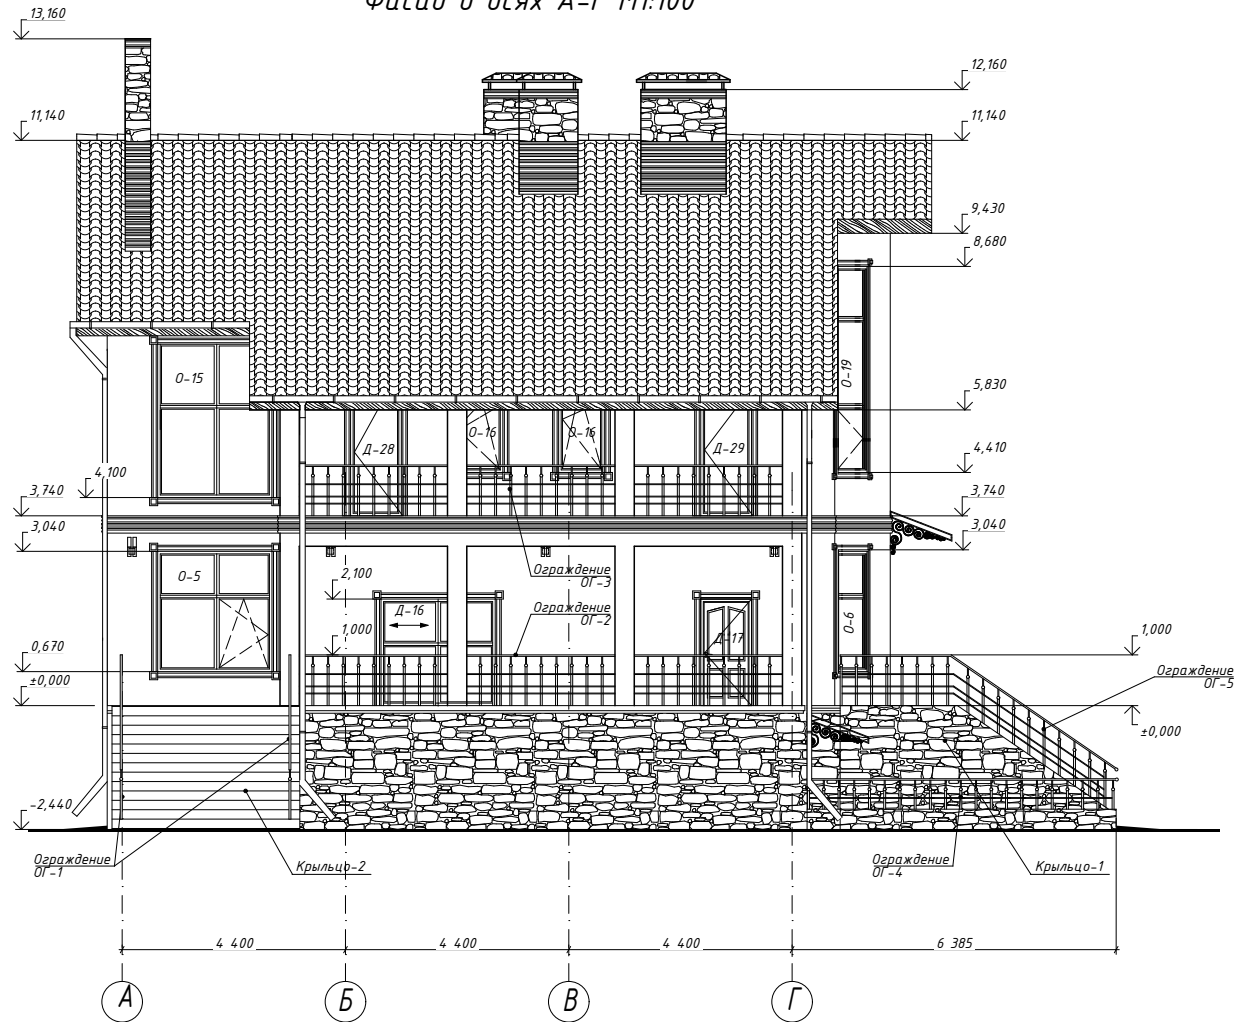 Фасад в осях А-Г М1:100
13,160
12,160
11,140
11,140
9,430
8,680
О-15
О-19
5,830
О-16
О-16
Д-28
Д-29
4,410
4,100
3,740
3,740
3,040
3,040
Ограждение
ОГ-3
О-5
2,100
Д-16
Ограждение
ОГ-2
О-6
1,000
Д-17
1,000
0,670
Ограждение
ОГ-5
±0,000
±0,000
-2,440
Ограждение
ОГ-1
Крыльцо-2
Ограждение
ОГ-4
Крыльцо-1
4 400
4 400
4 400
6 385
А
Б
В
Г